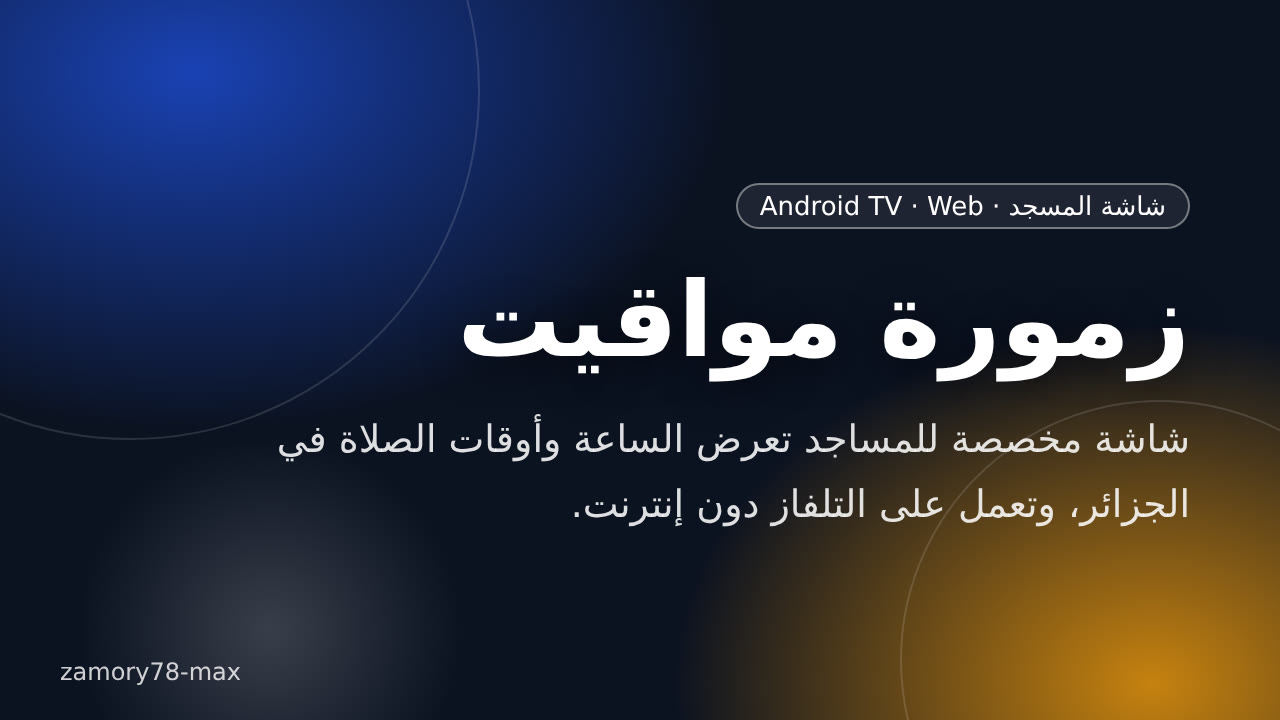 شاشة المسجد · Android TV · Web
زمورة مواقيت
شاشة مخصصة للمساجد تعرض الساعة وأوقات الصلاة في
الجزائر، وتعمل على التلفاز دون إنترنت.
zamory78-max